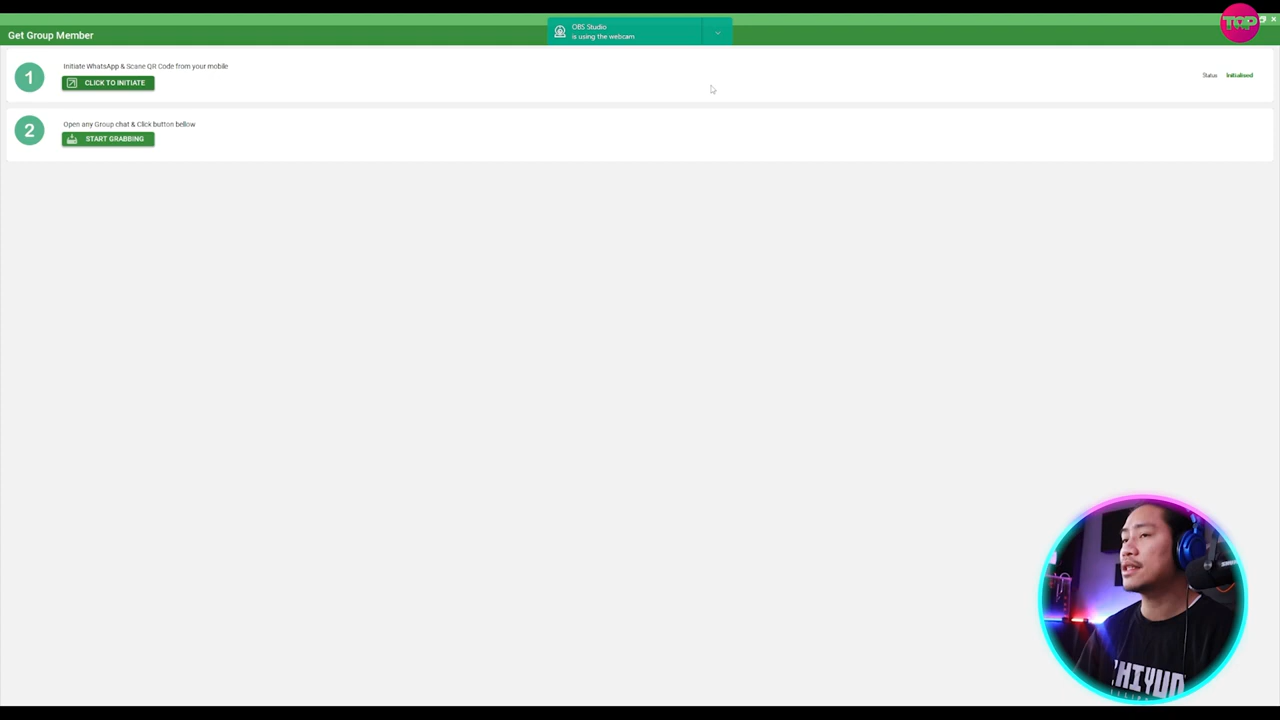 TOP
OBS Studio
is using the webcam
Get Group Member
1
Initiate WhatsApp & Scane QR Code from your mobile
CLICK TO INITIATE
Status Initialised
2
Open any Group chat & Click button bellow
START GRABBING